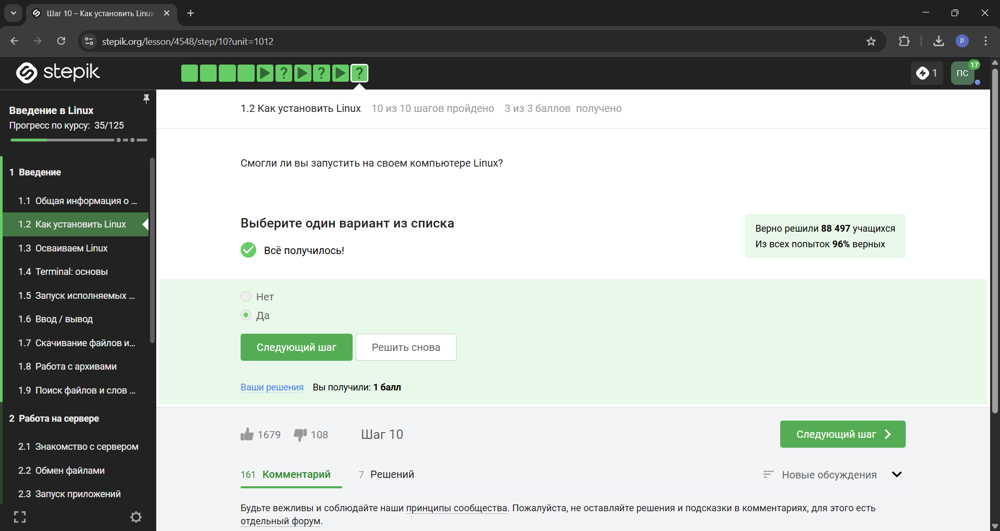 Шаг 10 – Как установить Linux
stepik.org/lesson/4548/step/10?unit=1012
P
stepik
? ? ?
1
ПС
17
Введение в Linux
Прогресс по курсу: 35/125
1 Введение
1.1 Общая информация о ...
1.2 Как установить Linux
1.3 Осваиваем Linux
1.4 Terminal: основы
1.5 Запуск исполняемых ...
1.6 Ввод / вывод
1.7 Скачивание файлов и...
1.8 Работа с архивами
1.9 Поиск файлов и слов ...
2 Работа на сервере
2.1 Знакомство с сервером
2.2 Обмен файлами
2.3 Запуск приложений
1.2 Как установить Linux 10 из 10 шагов пройдено 3 из 3 баллов получено
Смогли ли вы запустить на своем компьютере Linux?
Выберите один вариант из списка
Всё получилось!
Верно решили 88 497 учащихся
Из всех попыток 96% верных
Нет
Да
Следующий шаг
Решить снова
Ваши решения Вы получили: 1 балл
1679 108 Шаг 10
Следующий шаг
161 Комментарий 7 Решений
Новые обсуждения
Будьте вежливы и соблюдайте наши принципы сообщества. Пожалуйста, не оставляйте решения и подсказки в комментариях, для этого есть
отдельный форум.